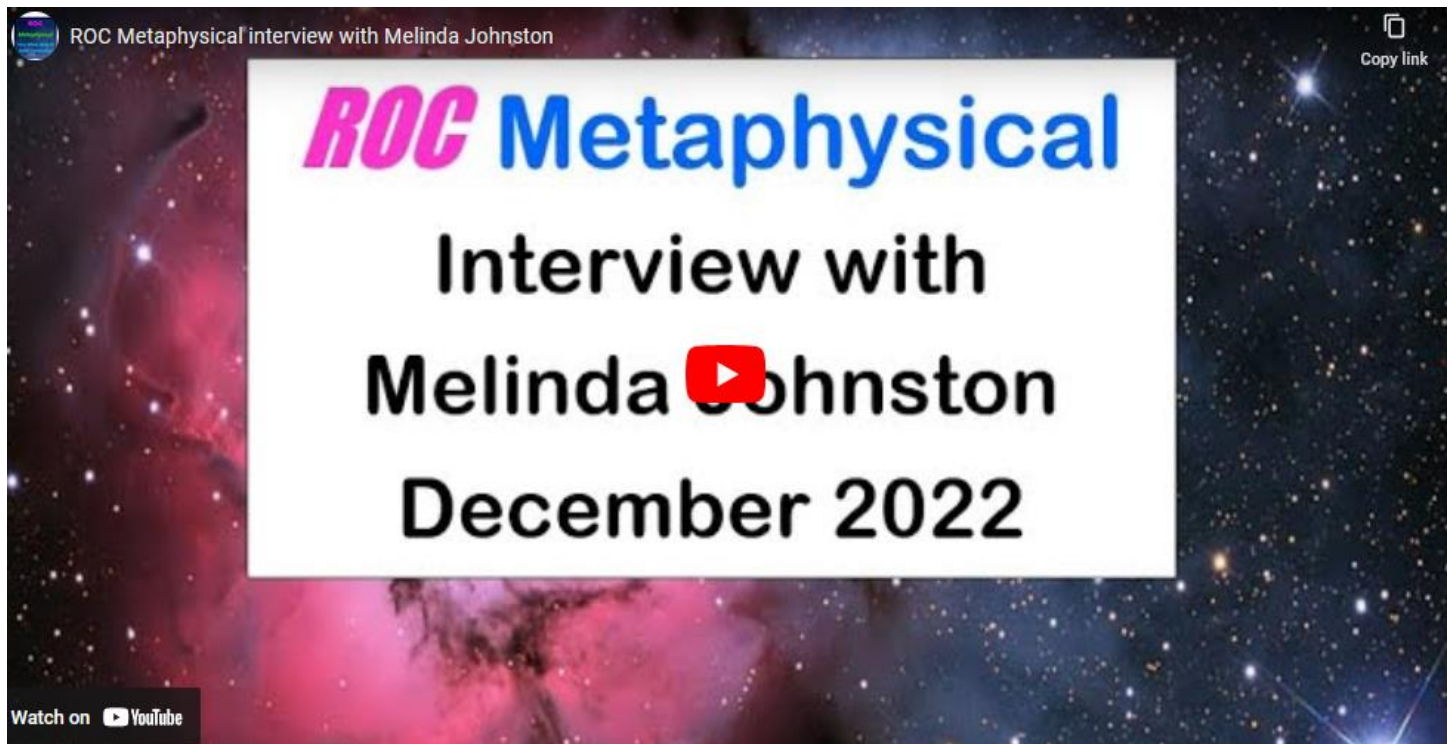 ROC Metaphysical interview with Melinda Johnston
Copy link
ROC Metaphysical
Interview with
Melinda Johnston
December 2022
Watch on YouTube